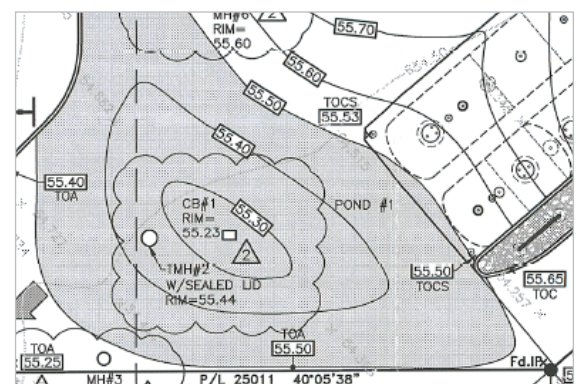 MH#6 2
RIM=
55.60
55.70
55.60
55.50
TOCS
55.53
55.40
55.40
TOA
CB#1
RIM=
55.23
55.30
POND #1
2
TMH#2
W/SEALED LID
RIM=55.44
55.50
TOCS
55.65
TOC
TOA
55.50
TOA
55.25
MH#3
P/L 25011 40°05'38"